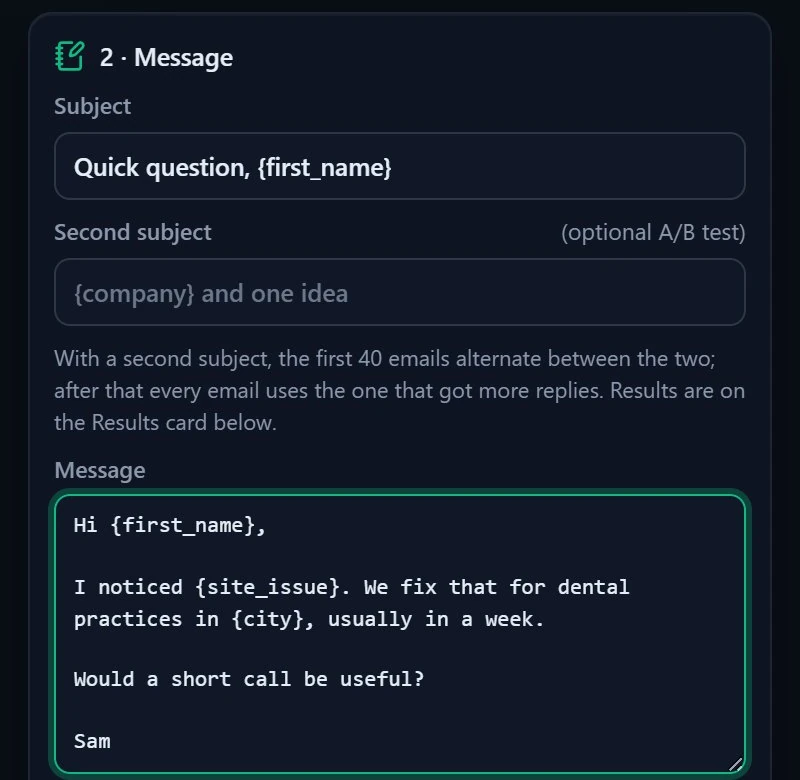 2 · Message
Subject
Quick question, {first_name}
Second subject (optional A/B test)
{company} and one idea
With a second subject, the first 40 emails alternate between the two;
after that every email uses the one that got more replies. Results are on
the Results card below.
Message
Hi {first_name},
I noticed {site_issue}. We fix that for dental
practices in {city}, usually in a week.
Would a short call be useful?
Sam